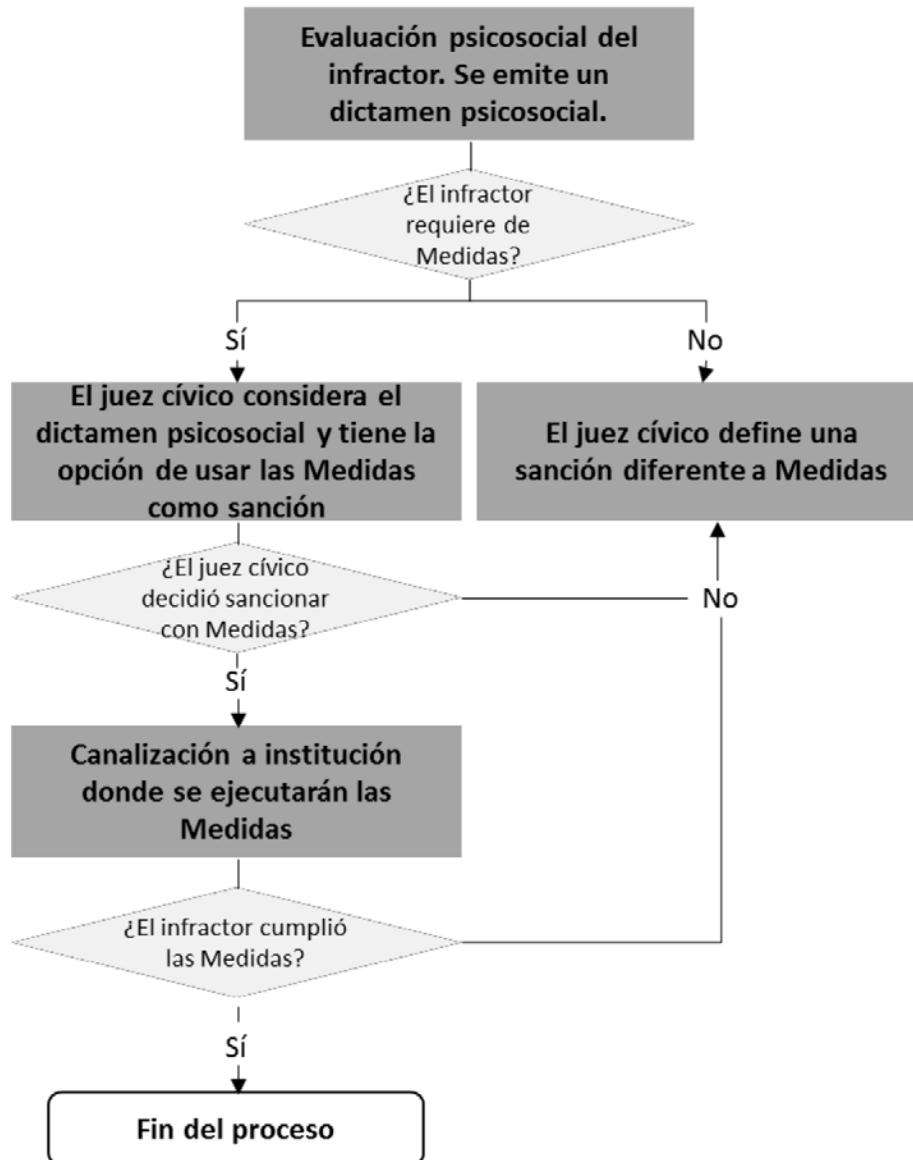 Evaluación psicosocial del
infractor. Se emite un
dictamen psicosocial.
¿El infractor
requiere de
Medidas?
Sí
No
El juez cívico considera el
dictamen psicosocial y tiene la
opción de usar las Medidas
como sanción
El juez cívico define una
sanción diferente a Medidas
¿El juez cívico
decidió sancionar
con Medidas?
No
Sí
Canalización a institución
donde se ejecutarán las
Medidas
¿El infractor cumplió
las Medidas?
Sí
Fin del proceso